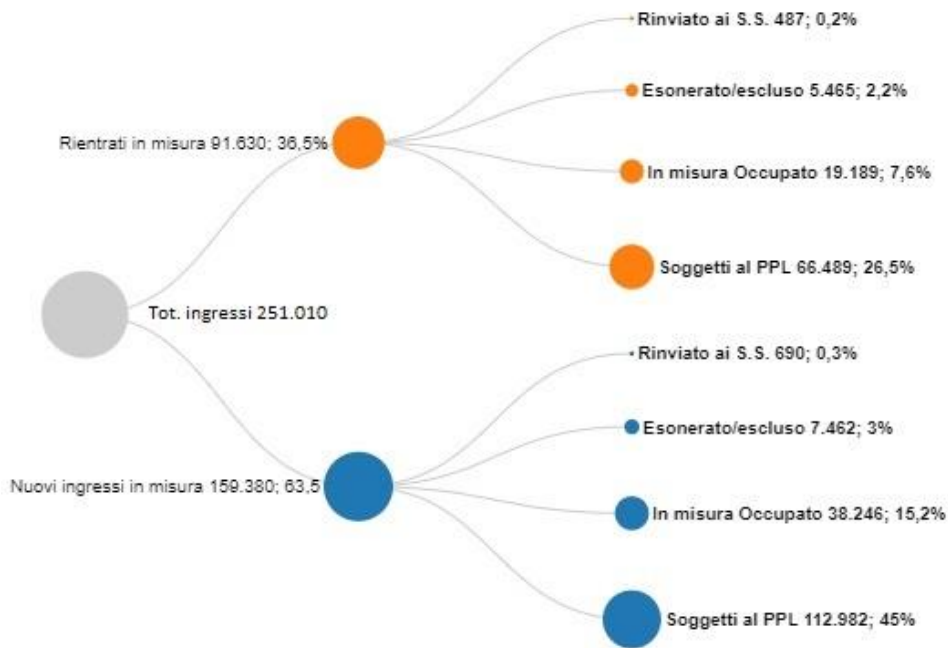 Rinviato ai S.S. 487; 0,2%
Esonerato/escluso 5.465; 2,2%
Rientrati in misura 91.630; 36,5%
In misura Occupato 19.189; 7,6%
Soggetti al PPL 66.489; 26,5%
Tot. ingressi 251.010
Rinviato ai S.S. 690; 0,3%
Esonerato/escluso 7.462; 3%
Nuovi ingressi in misura 159.380; 63,5
In misura Occupato 38.246; 15,2%
Soggetti al PPL 112.982; 45%